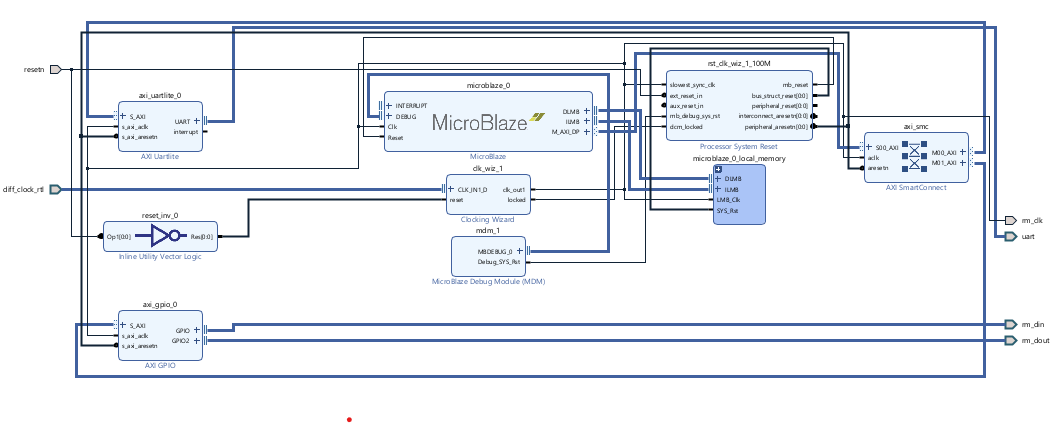 resetn
diff_clock_rtl
axi_uartlite_0
S_AXI
s_axi_aclk
s_axi_aresetn
UART
interrupt
AXI Uartlite
microblaze_0
INTERRUPT
DEBUG
Clk
Reset
MicroBlaze
DLMB
ILMB
M_AXI_DP
MicroBlaze
rst_clk_wiz_1_100M
slowest_sync_clk
ext_reset_in
aux_reset_in
mb_debug_sys_rst
dcm_locked
mb_reset
bus_struct_reset[0:0]
peripheral_reset[0:0]
interconnect_aresetn[0:0]
peripheral_aresetn[0:0]
Processor System Reset
axi_smc
S00_AXI
aclk
aresetn
M00_AXI
M01_AXI
AXI SmartConnect
microblaze_0_local_memory
DLMB
ILMB
LMB_Clk
SYS_Rst
clk_wiz_1
CLK_IN1_D
reset
clk_out1
locked
Clocking Wizard
reset_inv_0
Op1[0:0]
Res[0:0]
Inline Utility Vector Logic
mdm_1
MBDEBUG_0
Debug_SYS_Rst
MicroBlaze Debug Module (MDM)
axi_gpio_0
S_AXI
s_axi_aclk
s_axi_aresetn
GPIO
GPIO2
AXI GPIO
rm_clk
uart
rm_din
rm_dout